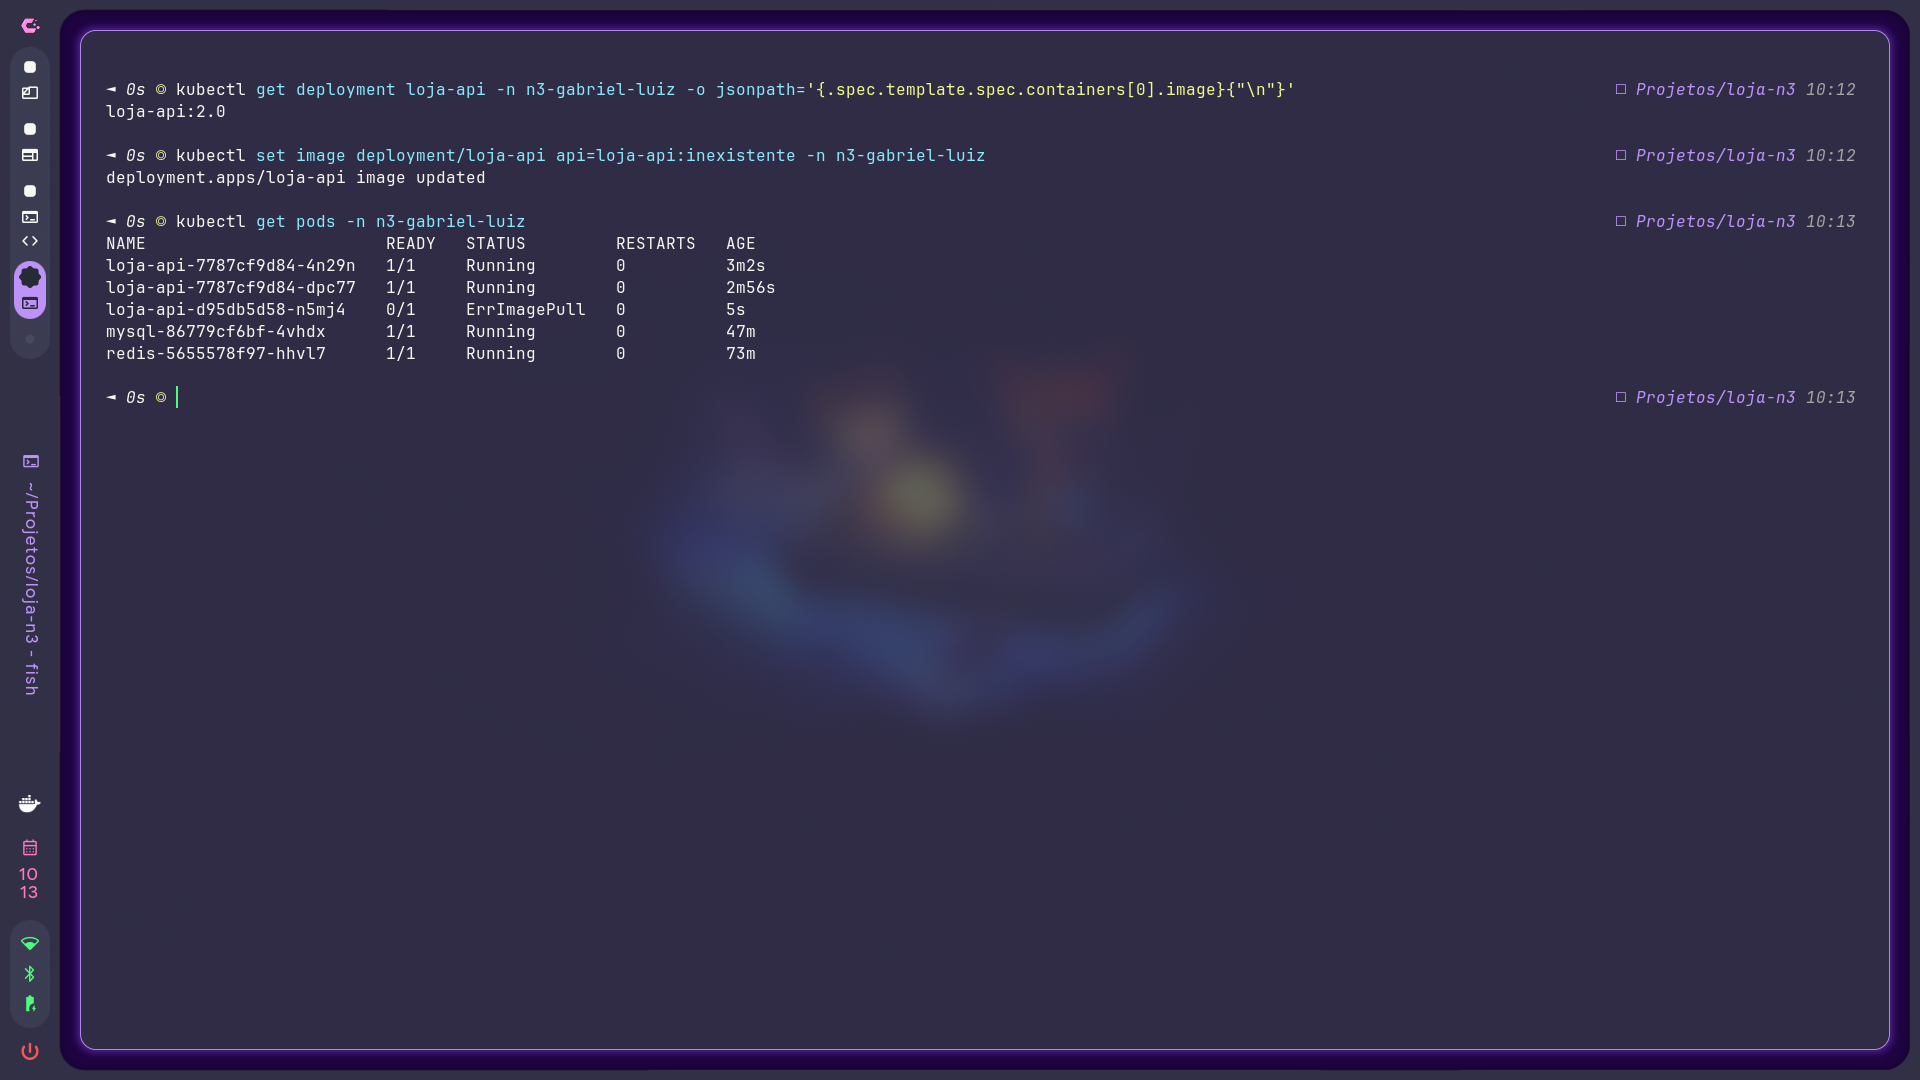 ◄ 0s ◎ kubectl get deployment loja-api -n n3-gabriel-luiz -o jsonpath='{.spec.template.spec.containers[0].image}{"\n"}' □ Projetos/loja-n3 10:12
loja-api:2.0
◄ 0s ◎ kubectl set image deployment/loja-api api=loja-api:inexistente -n n3-gabriel-luiz □ Projetos/loja-n3 10:12
deployment.apps/loja-api image updated
◄ 0s ◎ kubectl get pods -n n3-gabriel-luiz □ Projetos/loja-n3 10:13
NAME READY STATUS RESTARTS AGE
loja-api-7787cf9d84-4n29n 1/1 Running 0 3m2s
loja-api-7787cf9d84-dpc77 1/1 Running 0 2m56s
loja-api-d95db5d58-n5mj4 0/1 ErrImagePull 0 5s
mysql-86779cf6bf-4vhdx 1/1 Running 0 47m
redis-5655578f97-hhvl7 1/1 Running 0 73m
◄ 0s ◎ □ Projetos/loja-n3 10:13
~/Projetos/loja-n3 - fish
10
13